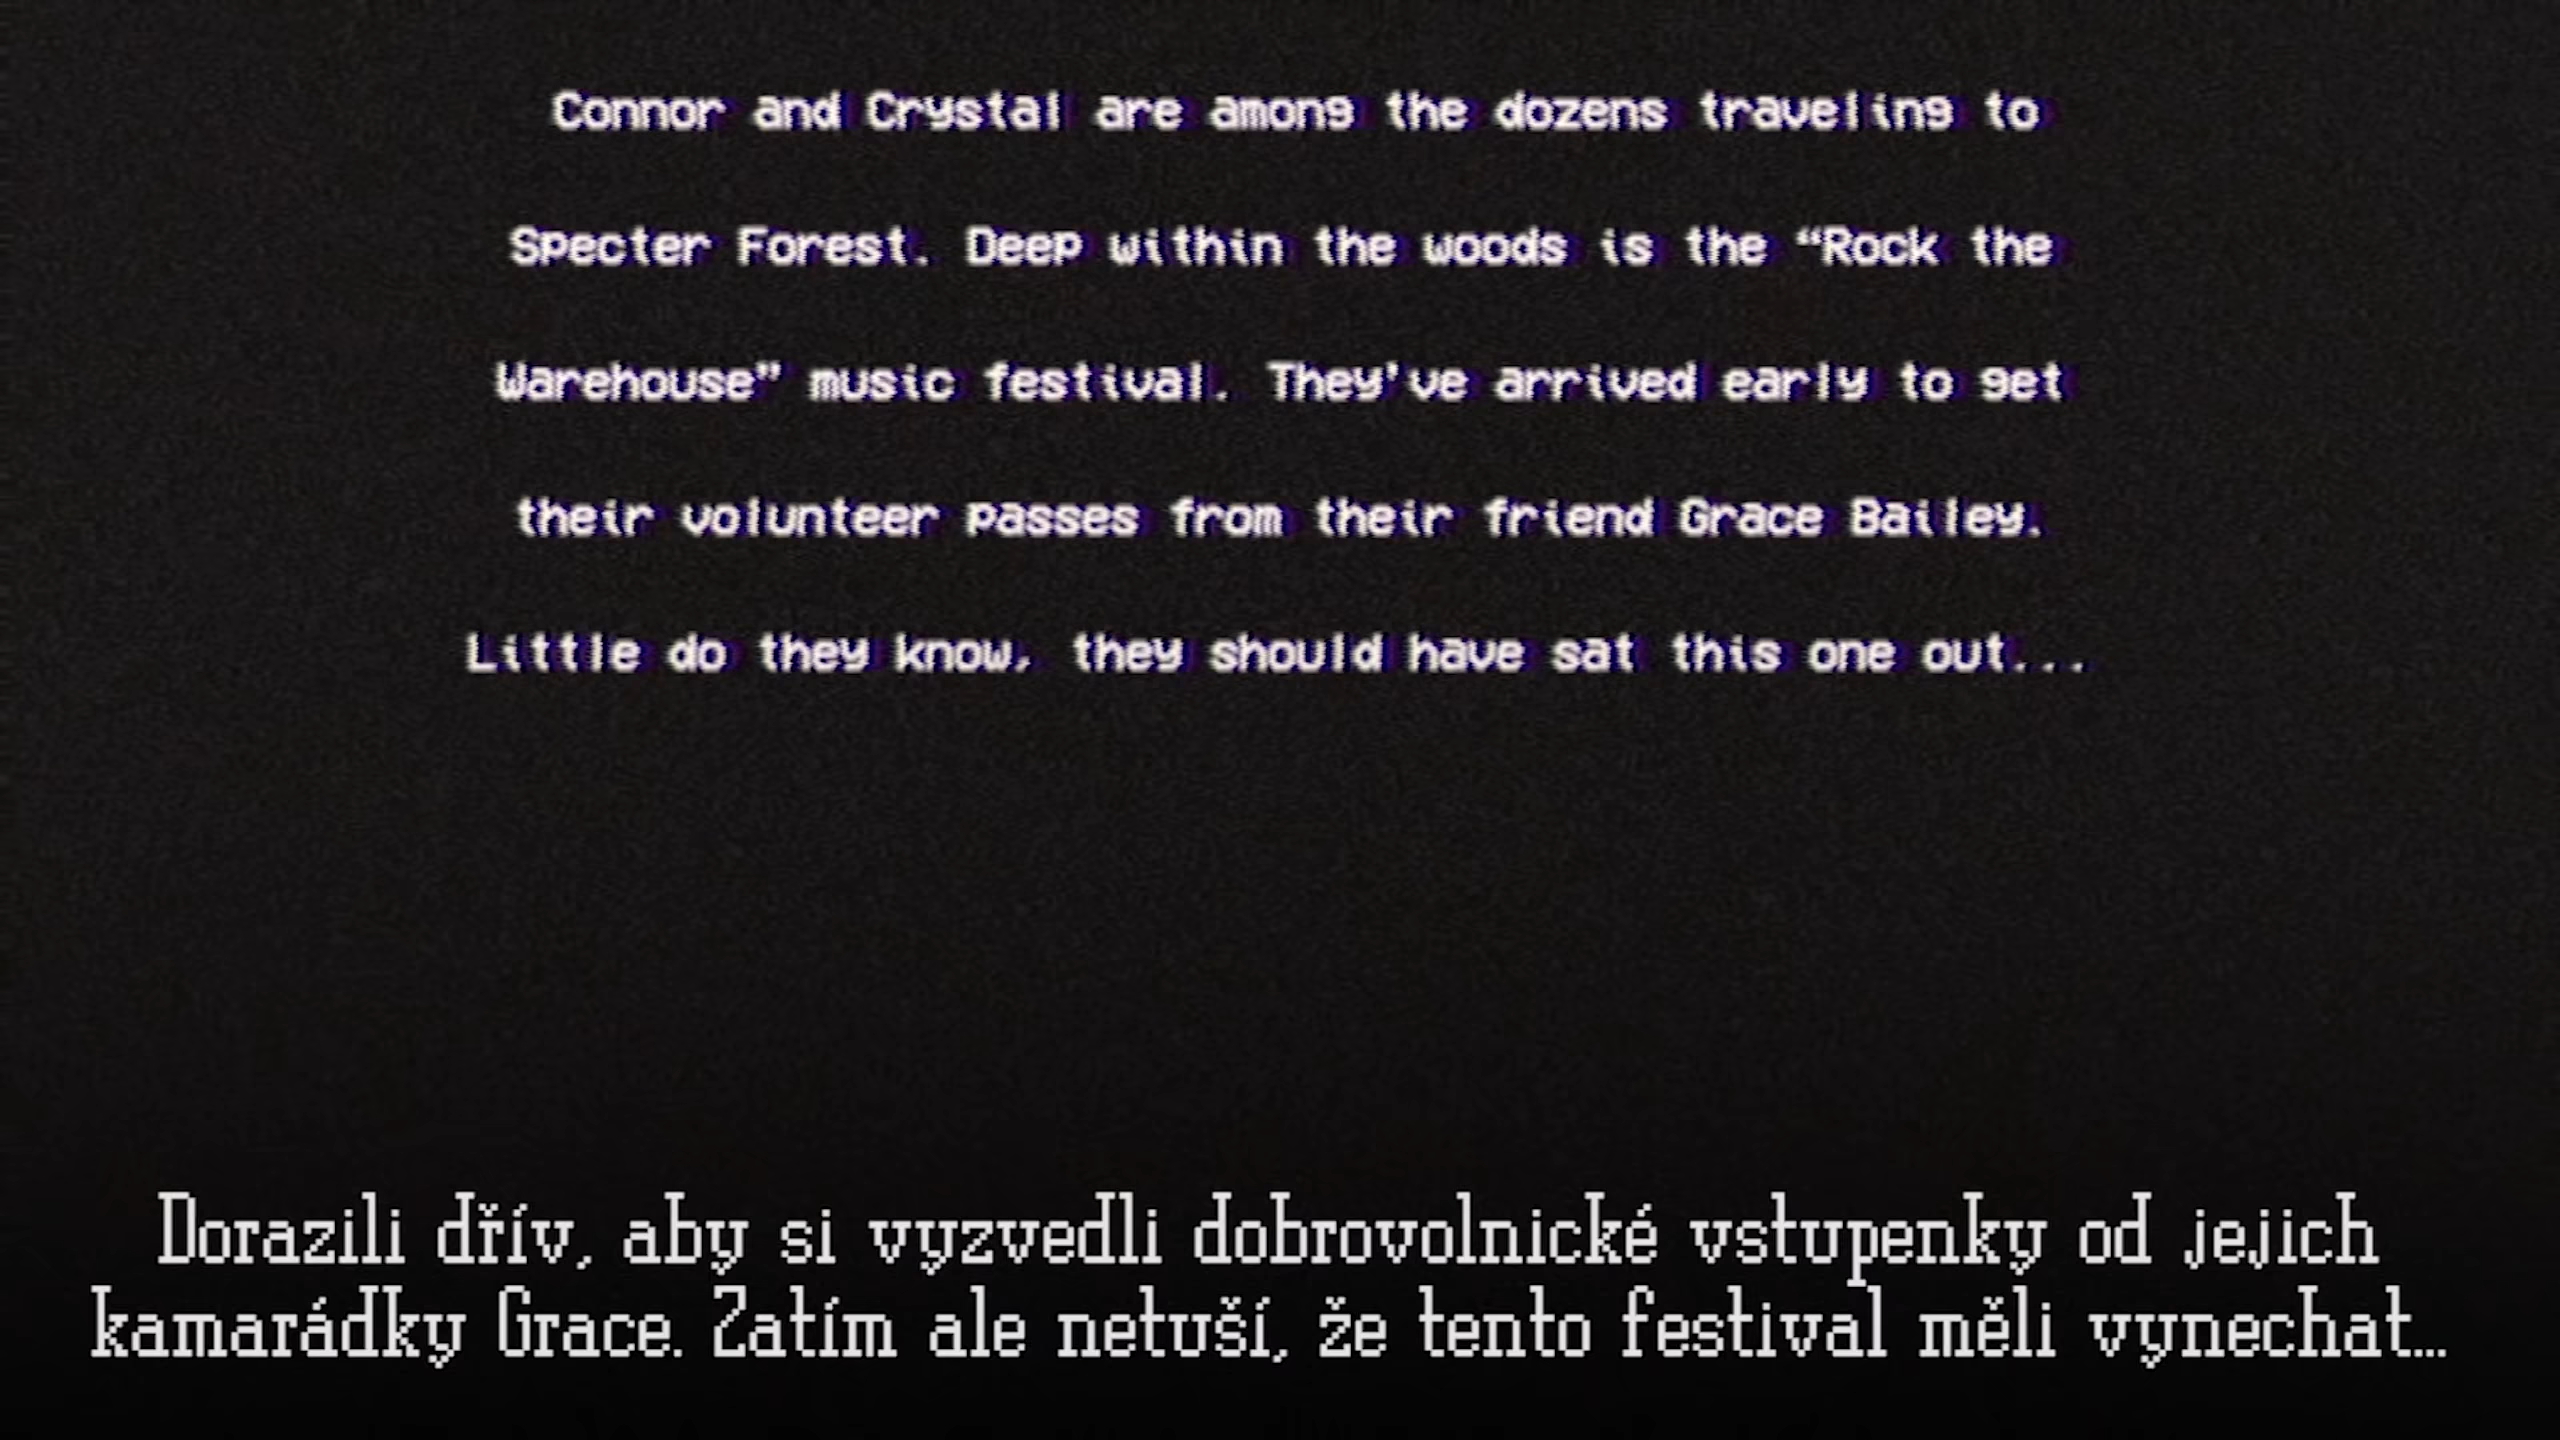 Connor and Crystal are among the dozens traveling to
Specter Forest. Deep within the woods is the “Rock the
Warehouse” music festival. They've arrived early to get
their volunteer passes from their friend Grace Bailey.
Little do they know, they should have sat this one out...
Dorazili dřív, aby si vyzvedli dobrovolnické vstupenky od jejich
kamarádky Grace. Zatím ale netuší, že tento festival měli vynechat...